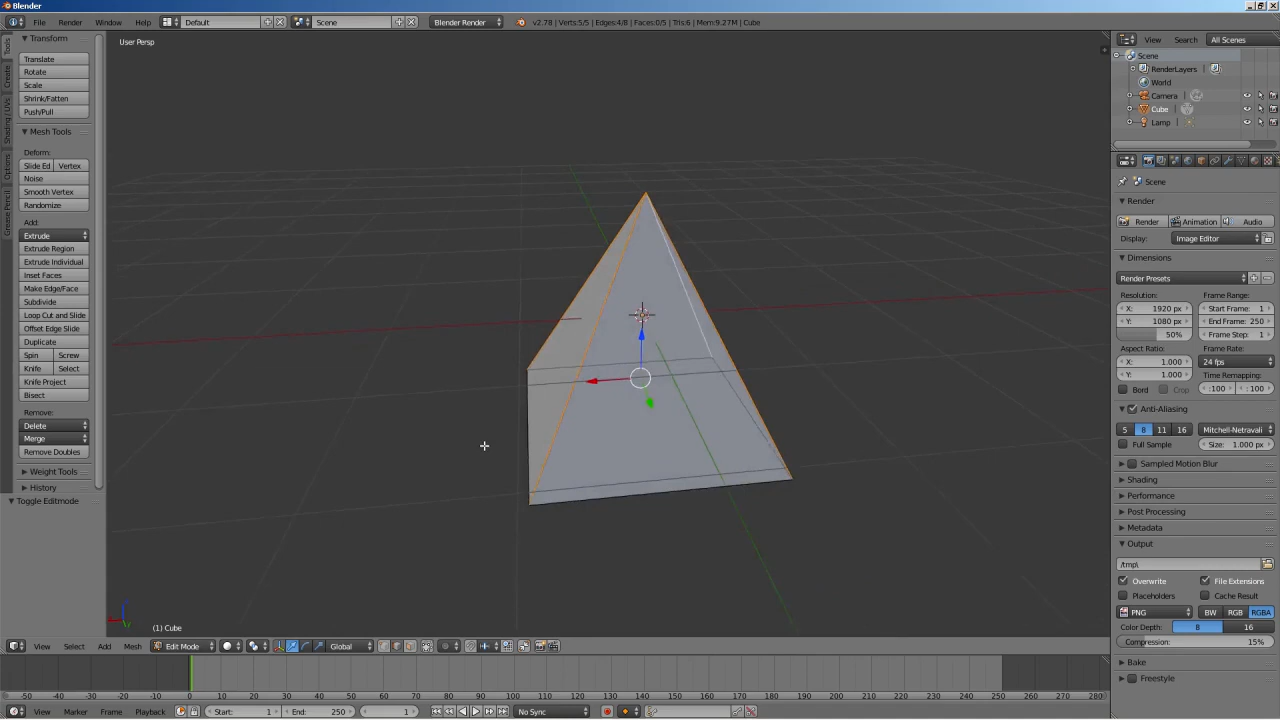 Blender
File Render Window Help Default Scene Blender Render v2.78 | Verts:5/5 | Edges:4/8 | Faces:0/5 | Tris:6 | Mem:9.27M | Cube
Tools
Create
Shading / UVs
Options
Grease Pencil
Transform
Translate
Rotate
Scale
Shrink/Fatten
Push/Pull
Mesh Tools
Deform:
Slide Ed Vertex
Noise
Smooth Vertex
Randomize
Add:
Extrude
Extrude Region
Extrude Individual
Inset Faces
Make Edge/Face
Subdivide
Loop Cut and Slide
Offset Edge Slide
Duplicate
Spin Screw
Knife Select
Knife Project
Bisect
Remove:
Delete
Merge
Remove Doubles
Weight Tools
History
Toggle Editmode
User Persp
(1) Cube
View Select Add Mesh Edit Mode Global
View Search All Scenes
Scene
RenderLayers
World
Camera
Cube
Lamp
Scene
Render
Render Animation Audio
Display: Image Editor
Dimensions
Render Presets
Resolution: Frame Range:
X: 1920 px Start Frame: 1
Y: 1080 px End Frame: 250
50% Frame Step: 1
Aspect Ratio: Frame Rate:
X: 1.000 24 fps
Y: 1.000 Time Remapping:
Bord Crop :100 : 100
Anti-Aliasing
5 8 11 16 Mitchell-Netravali
Full Sample Size: 1.000 px
Sampled Motion Blur
Shading
Performance
Post Processing
Metadata
Output
/tmp\
Overwrite File Extensions
Placeholders Cache Result
PNG BW RGB RGBA
Color Depth: 8 16
Compression: 15%
Bake
Freestyle
-50 -40 -30 -20 -10 0 10 20 30 40 50 60 70 80 90 100 110 120 130 140 150 160 170 180 190 200 210 220 230 240 250 260 270 280
View Marker Frame Playback Start: 1 End: 250 1 No Sync